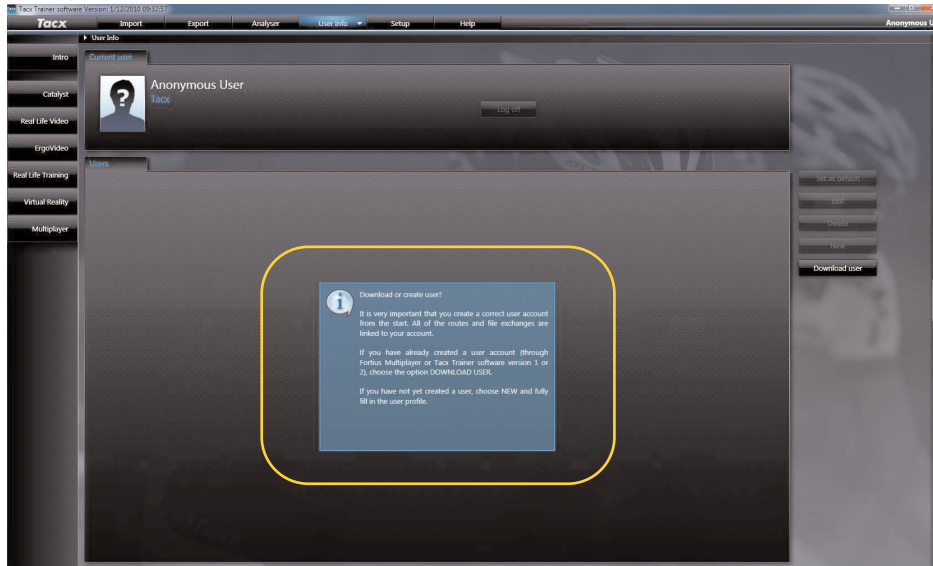 Tacx Trainer software Version: 1/12/2010 09:32:57
Tacx Import Export Analyser User Info Setup Help Anonymous U
User Info
Intro
Catalyst
Real Life Video
ErgoVideo
Real Life Training
Virtual Reality
Multiplayer
Current user
Anonymous User
Tacx
Log off
Users
Set as default
Edit
Delete
New
Download user
Download or create user?
It is very important that you create a correct user account
from the start. All of the routes and file exchanges are
linked to your account.
If you have already created a user account (through
Fortius Multiplayer or Tacx Trainer software version 1 or
2), choose the option DOWNLOAD USER.
If you have not yet created a user, choose NEW and fully
fill in the user profile.